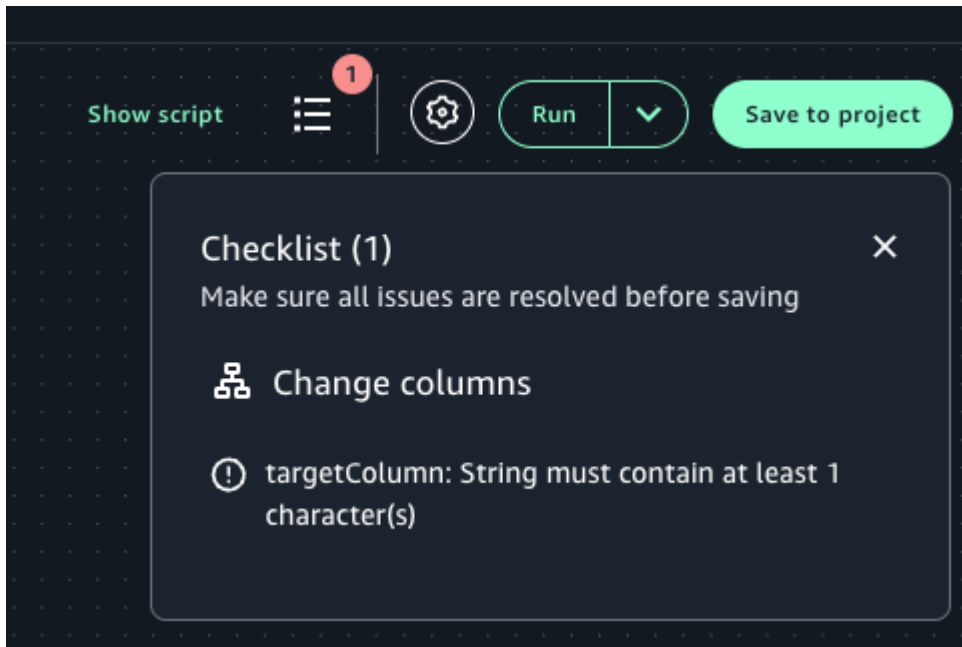 Show script
1
Run
Save to project
Checklist (1)
Make sure all issues are resolved before saving
Change columns
targetColumn: String must contain at least 1
character(s)